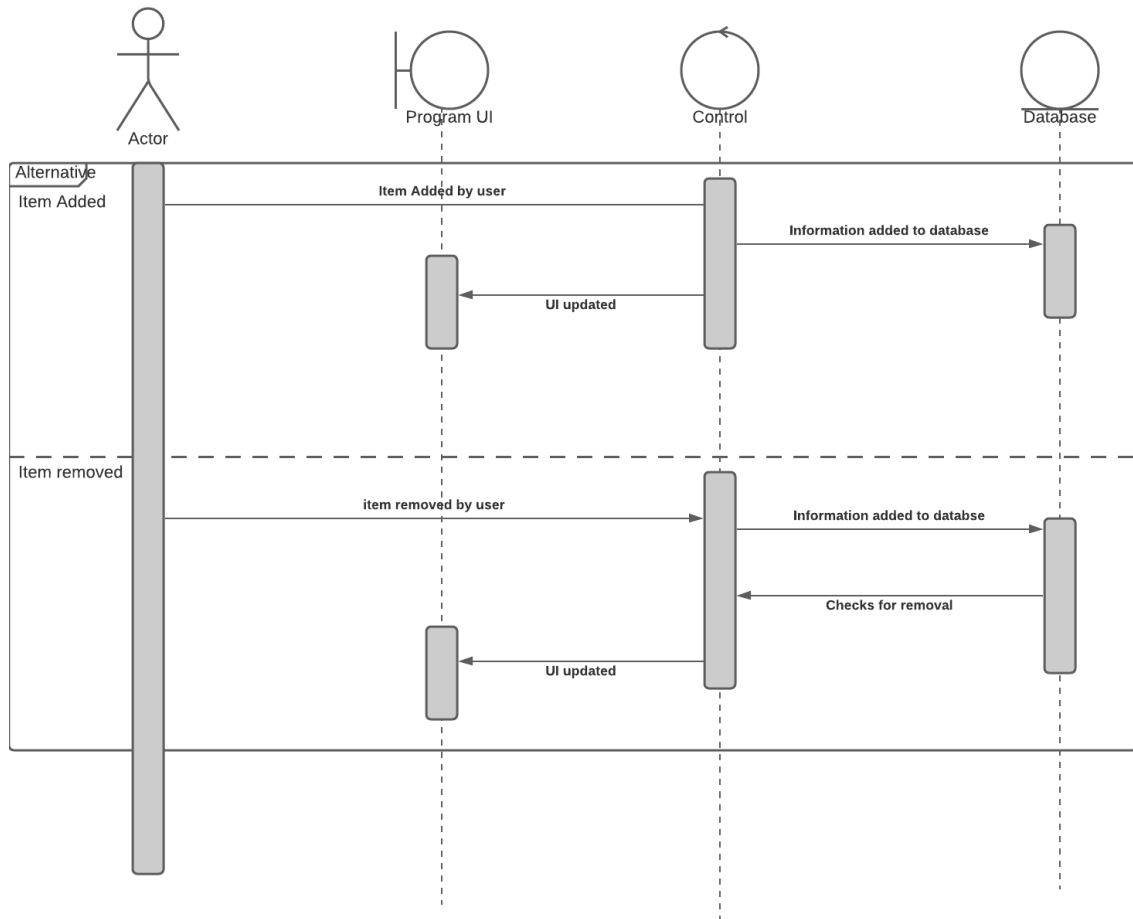 Actor
Program UI
Control
Database
Alternative
Item Added
Item Added by user
Information added to database
UI updated
Item removed
item removed by user
Information added to databse
Checks for removal
UI updated